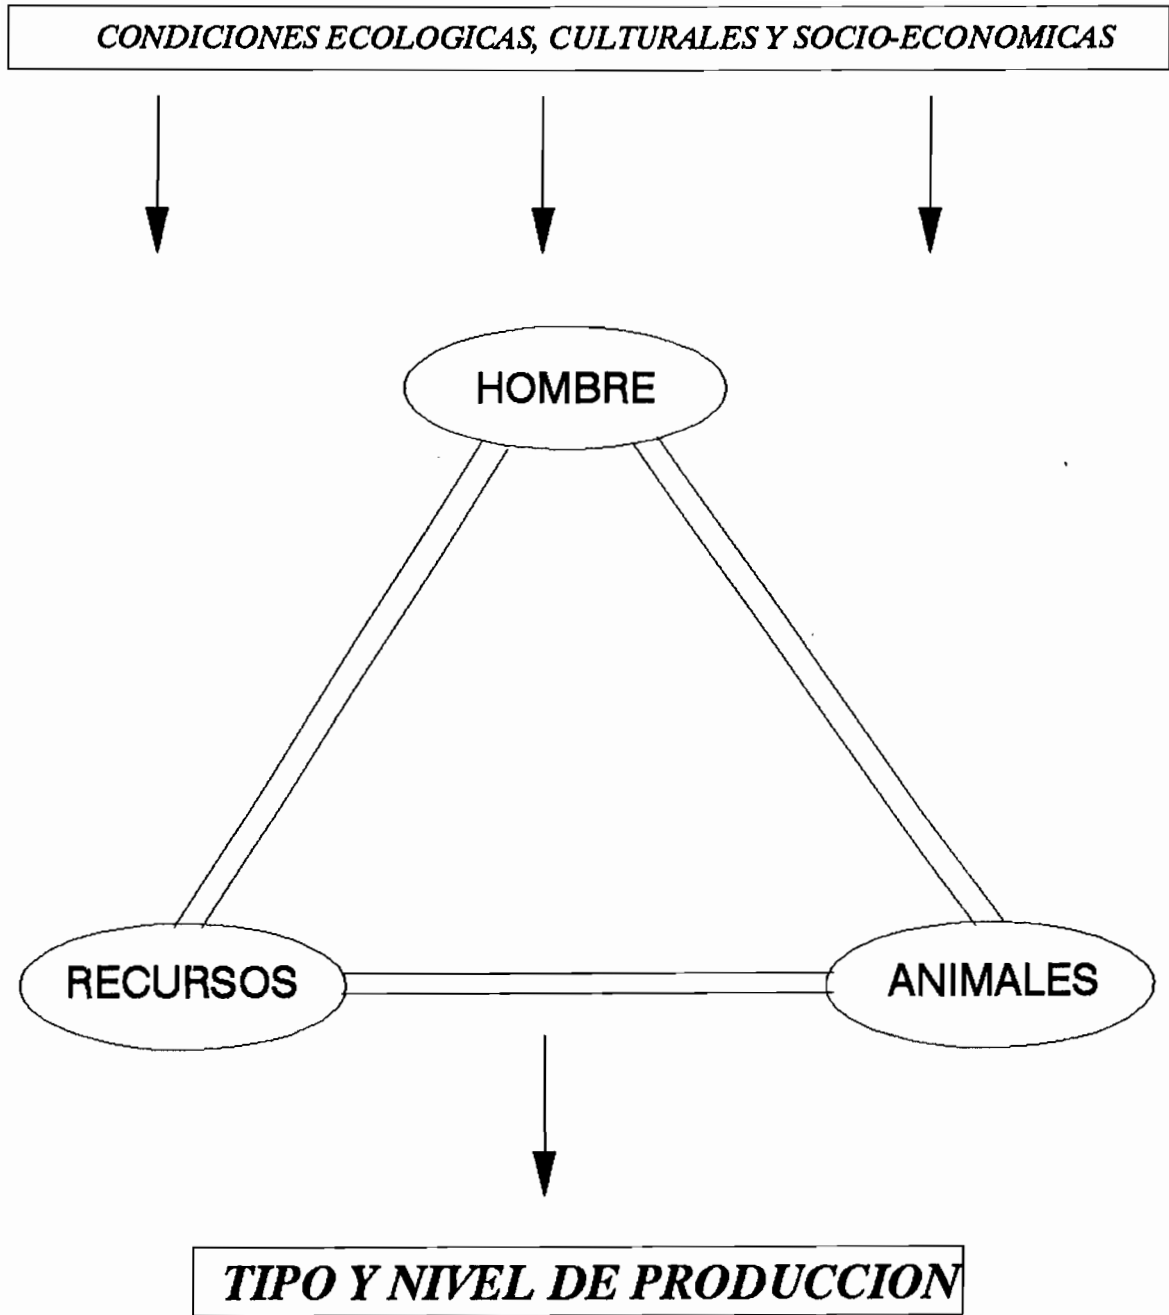 CONDICIONES ECOLOGICAS, CULTURALES Y SOCIO-ECONOMICAS
HOMBRE
RECURSOS
ANIMALES
TIPO Y NIVEL DE PRODUCCION